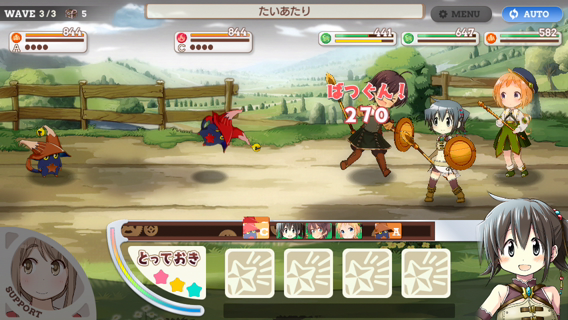 WAVE 3/3
5
たいあたり
MENU
AUTO
844
A
844
C
441
647
582
ばつぐん！
270
C
A
とっておき
SUPPORT